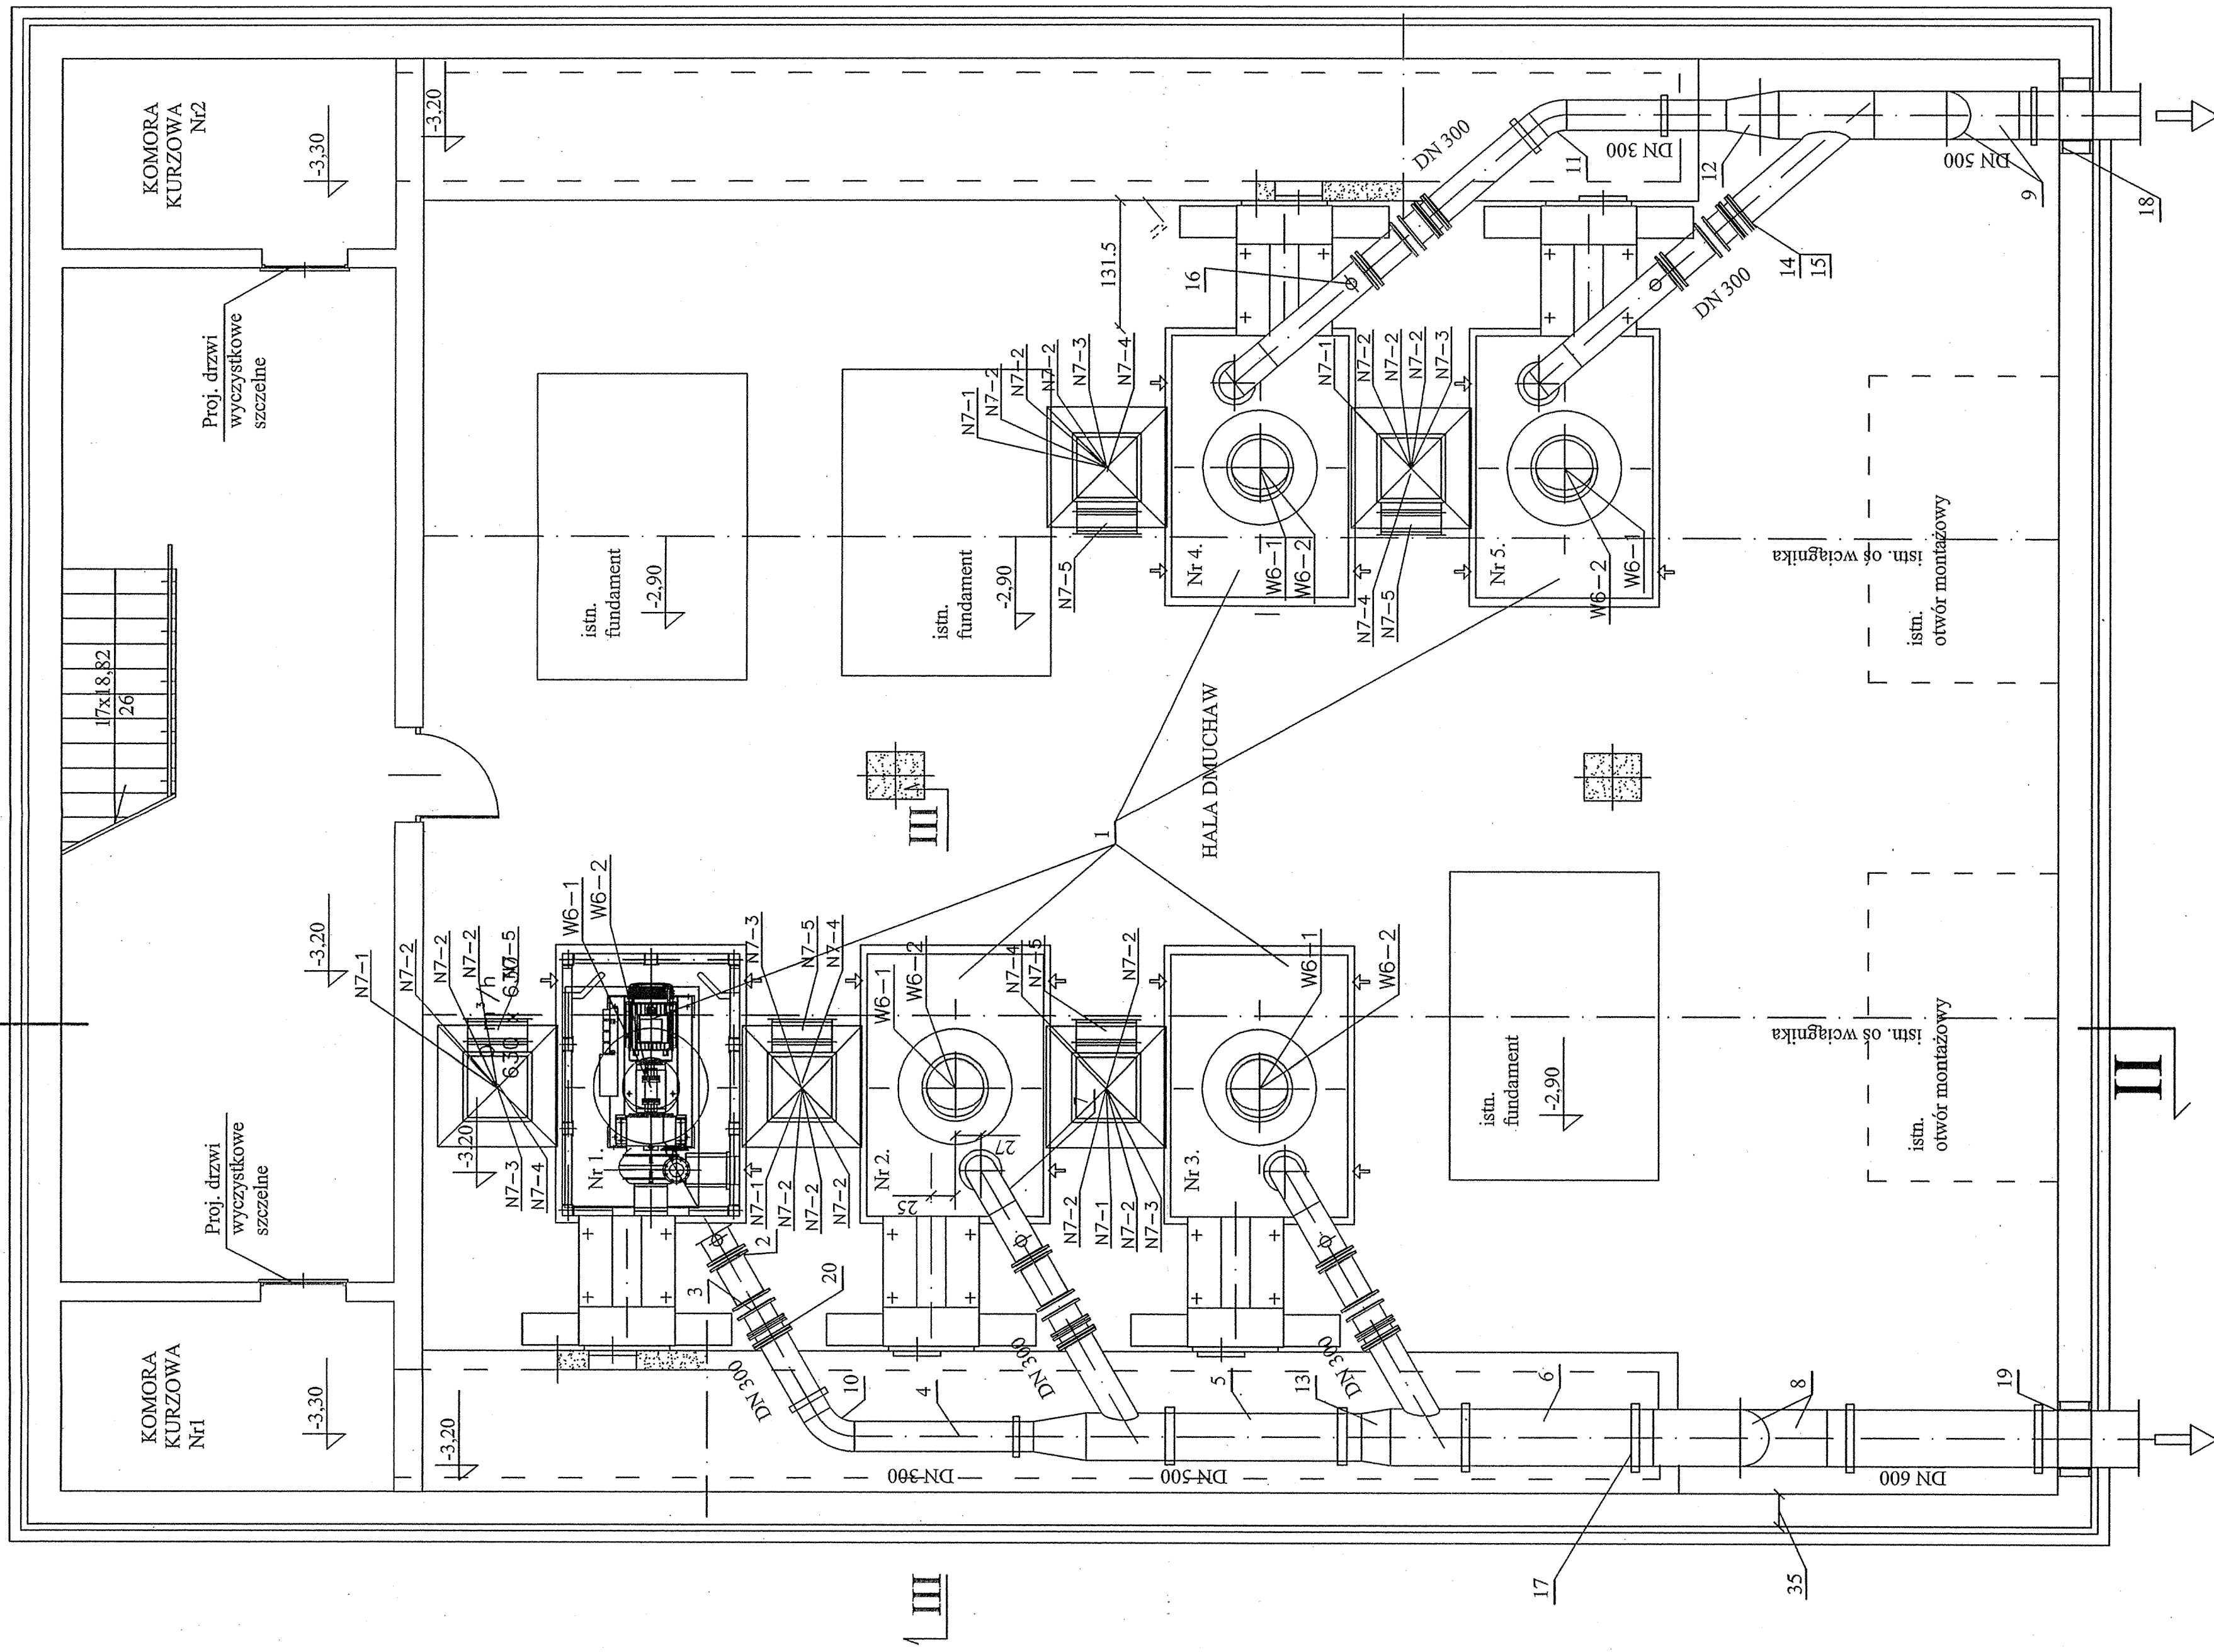 KOMORA
KURZOWA
Nr2
-3,30
-3,20
Proj. drzwi
wyczystkowe
szczelne
17x18,82
26
istn.
fundament
-2,90
istn.
fundament
-2,90
131.5
16
DN 300
11
DN 300
12
DN 500
9
18
14
15
DN 300
N7-1
N7-2
N7-2
N7-2
N7-3
N7-4
N7-5
Nr 4.
W6-1
W6-2
N7-1
N7-2
N7-2
N7-2
N7-3
N7-4
N7-5
Nr 5.
W6-2
W6-1
istn. oś wciągnika
istn.
otwór montażowy
III
1
HALA DMUCHAW
-3,20
N7-1
N7-2
N7-2
N7-2
N7-5
-3,20
N7-3
N7-4
W6-1
W6-2
Nr 1.
N7-3
N7-5
N7-4
N7-1
N7-2
N7-2
N7-2
W6-1
W6-2
Nr 2.
25
27
N7-4
N7-5
N7-2
7
N7-2
N7-1
N7-2
N7-3
W6-1
W6-2
Nr 3.
istn.
fundament
-2,90
istn. oś wciągnika
istn.
otwór montażowy
II
Proj. drzwi
wyczystkowe
szczelne
KOMORA
KURZOWA
Nr1
-3,30
-3,20
2
3
20
DN 300
10
4
DN 300
DN 300
5
DN 500
13
DN 300
6
17
8
DN 600
19
35
III